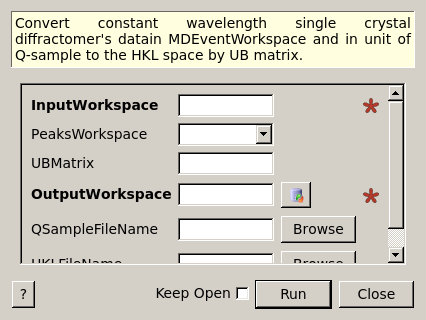 Convert constant wavelength single crystal
diffractomer's datain MDEventWorkspace and in unit of
Q-sample to the HKL space by UB matrix.
InputWorkspace *
PeaksWorkspace
UBMatrix
OutputWorkspace *
QSampleFileName Browse
HKLFileName Browse
? Keep Open Run Close